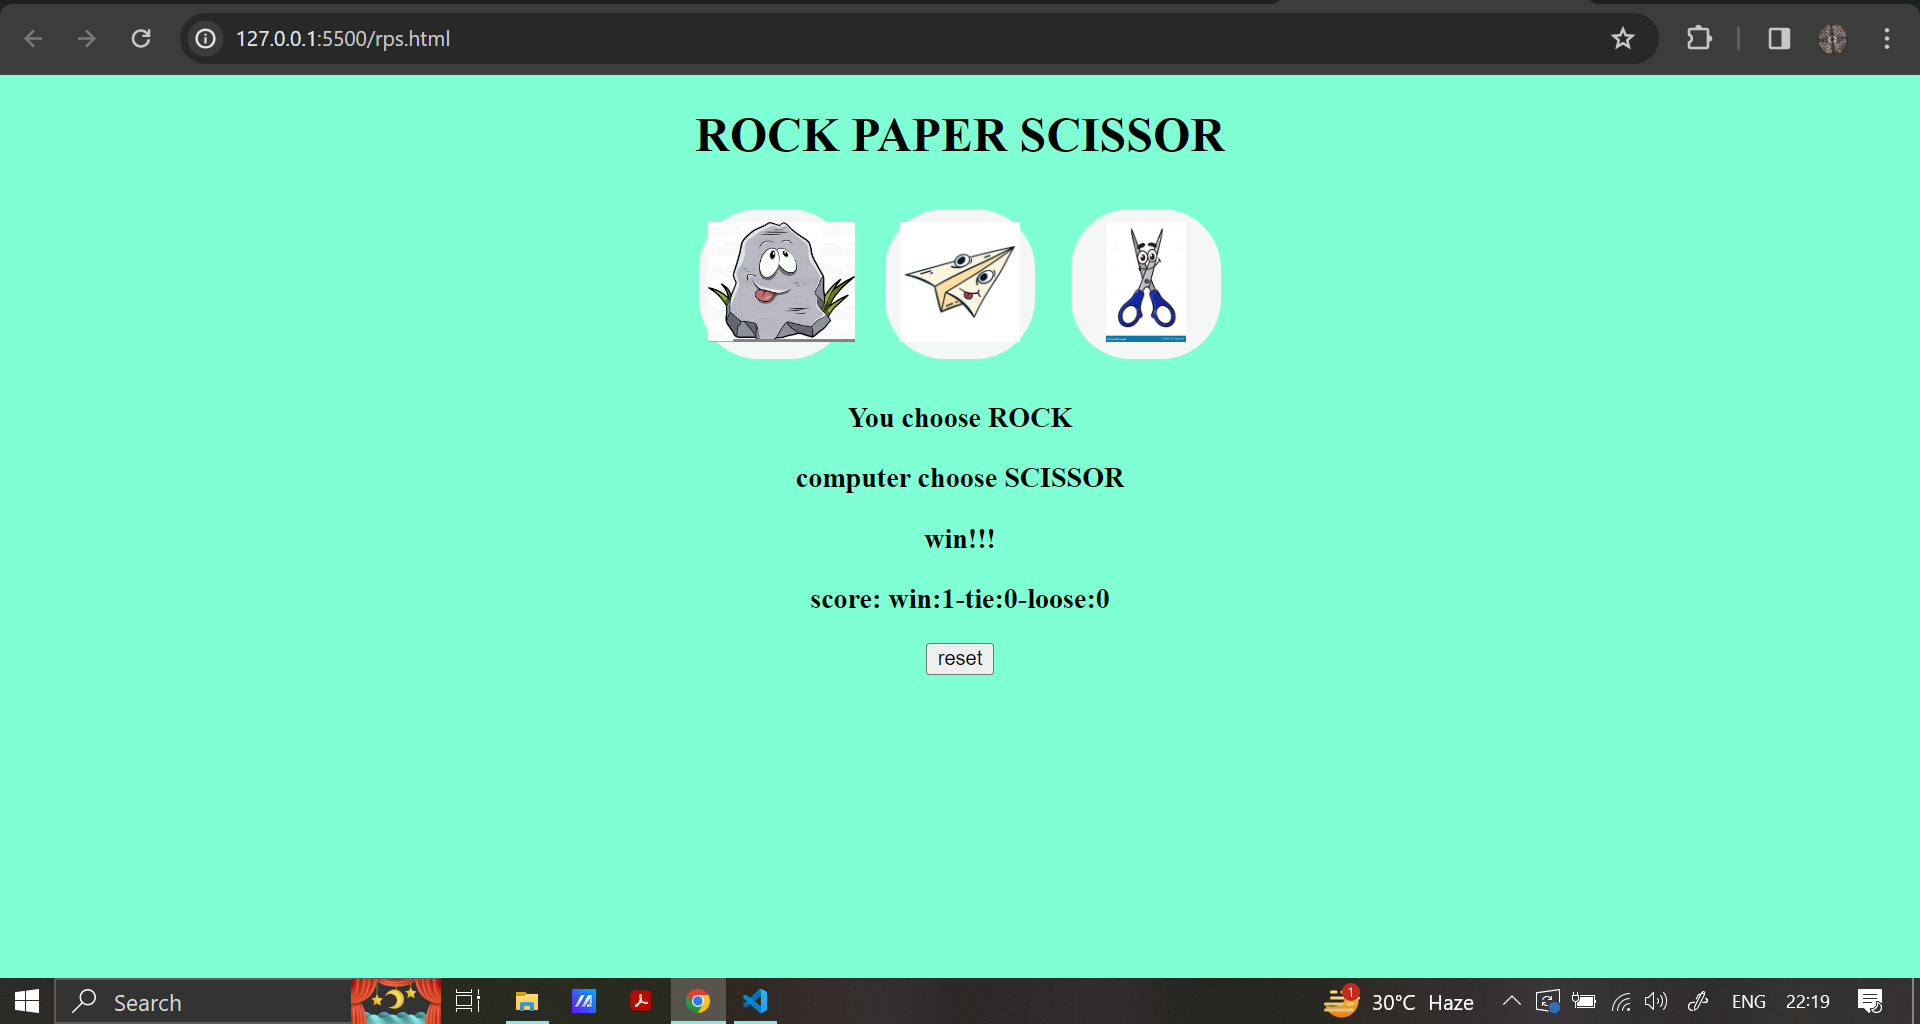 127.0.0.1:5500/rps.html
ROCK PAPER SCISSOR
You choose ROCK
computer choose SCISSOR
win!!!
score: win:1-tie:0-loose:0
reset
Search
1
30°C Haze
ENG
22:19